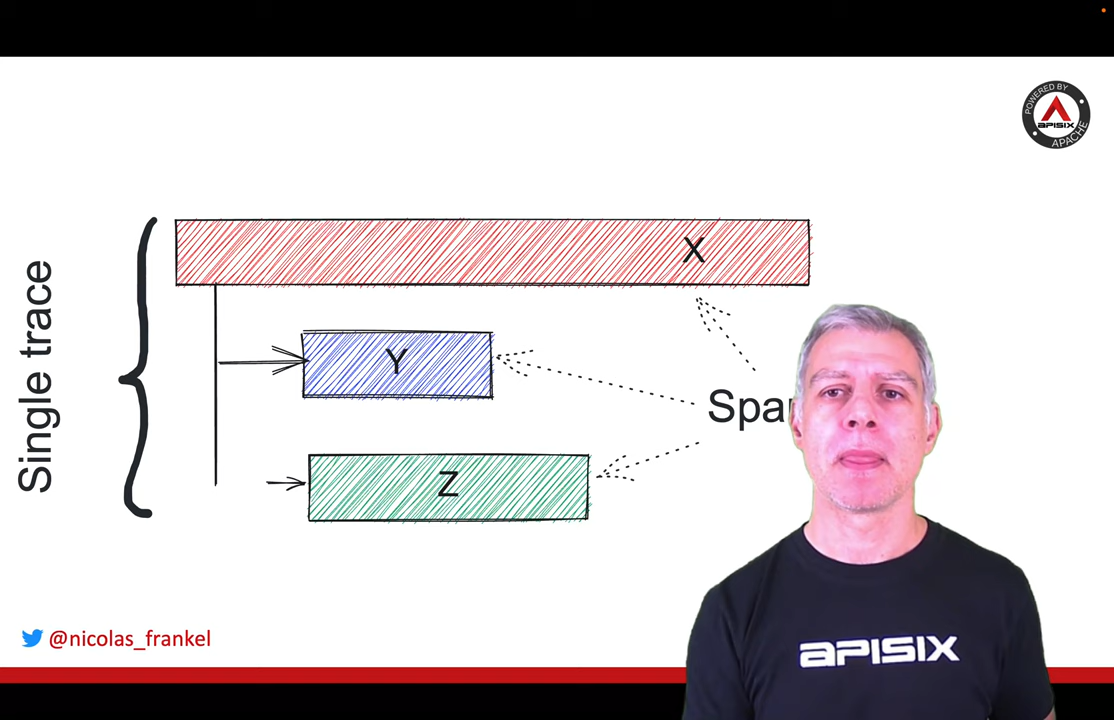 POWERED BY
APISIX
APACHE
X
Single trace
Y
Z
@nicolas_frankel
APISIX